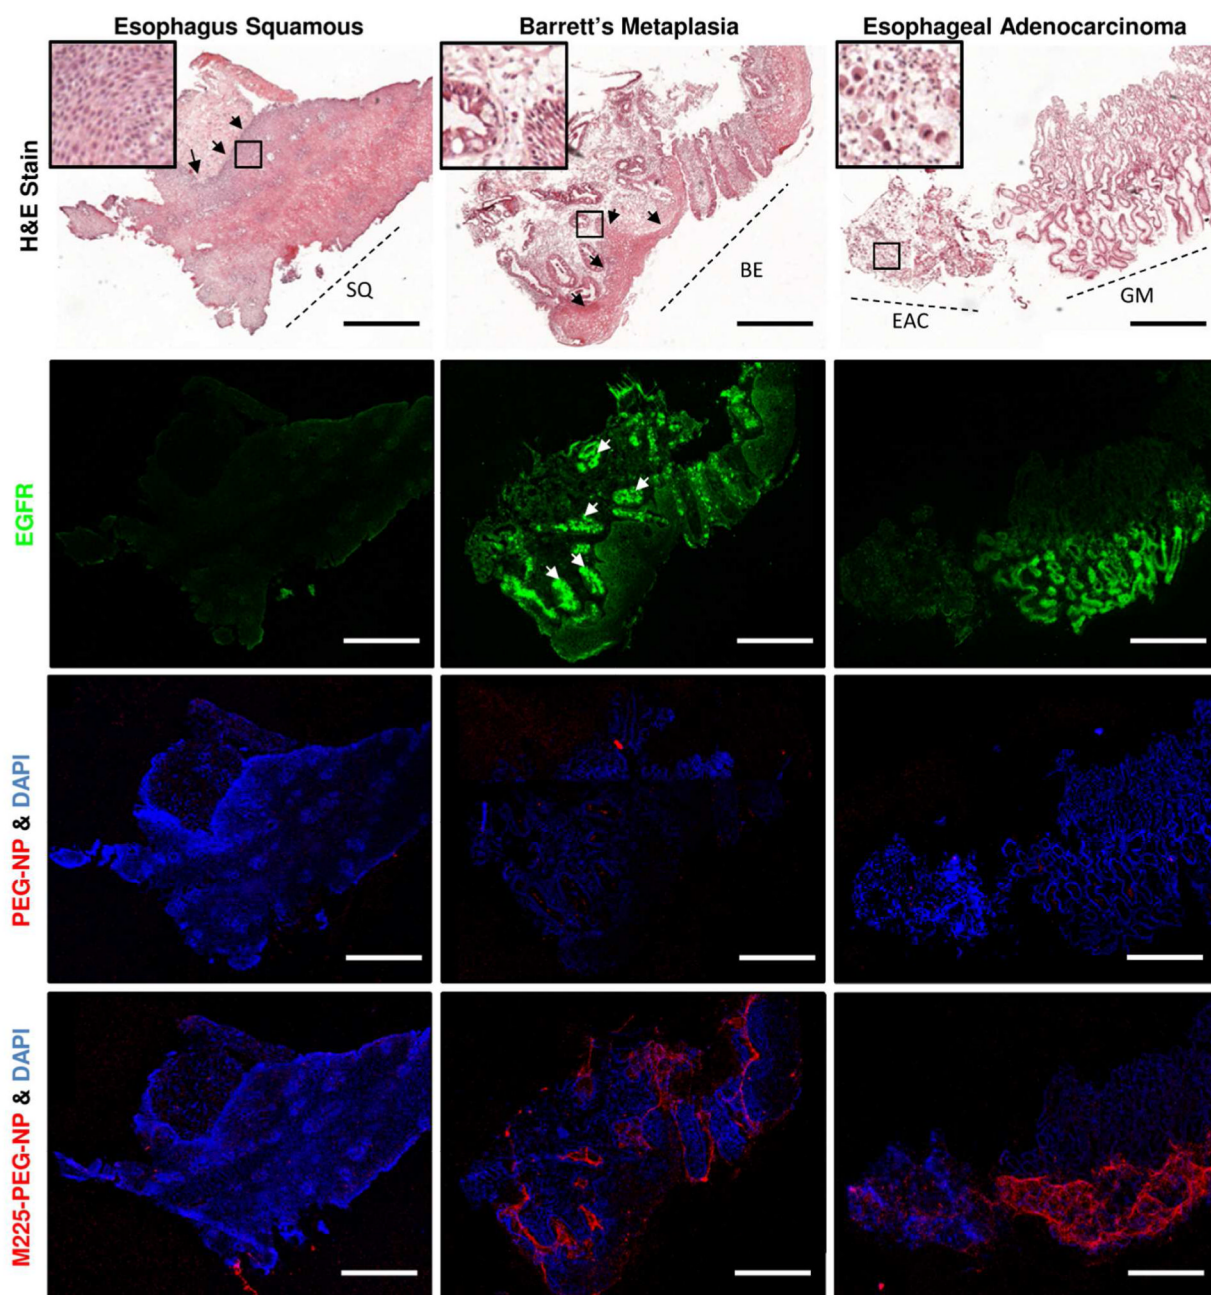 Esophagus Squamous
Barrett's Metaplasia
Esophageal Adenocarcinoma
H&E Stain
SQ
BE
EAC
GM
EGFR
PEG-NP & DAPI
M225-PEG-NP & DAPI